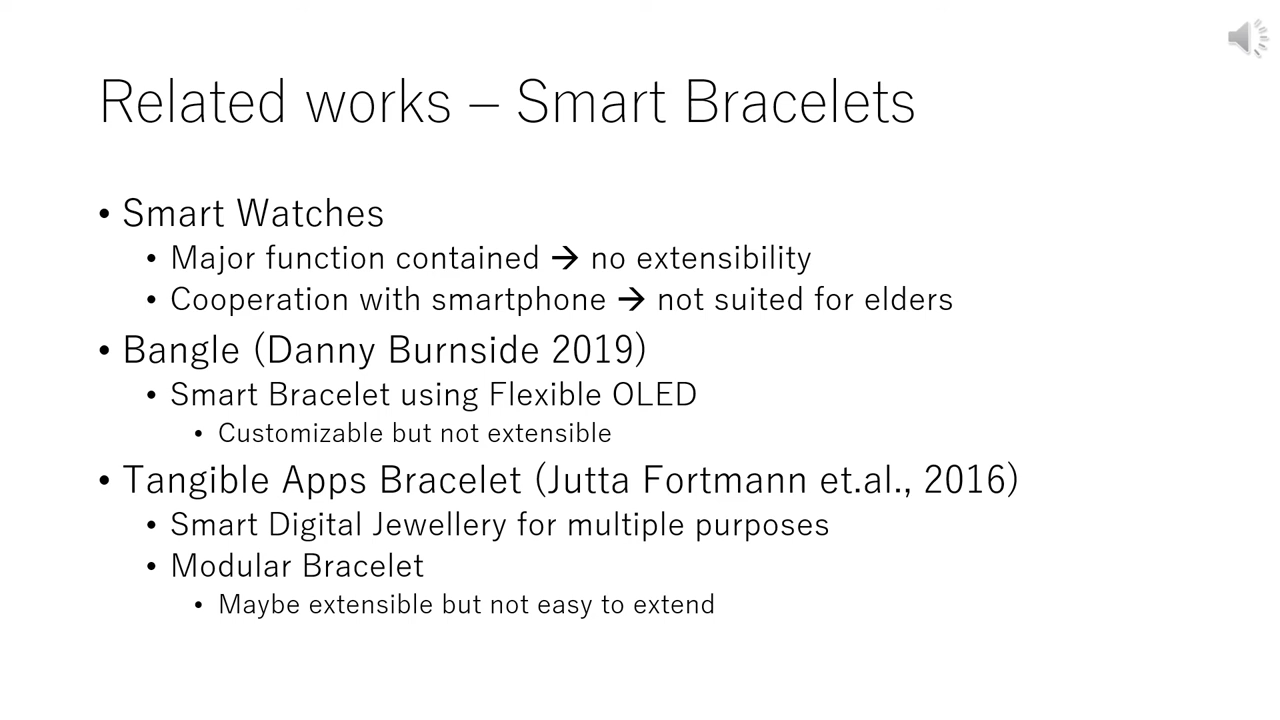 Related works – Smart Bracelets
• Smart Watches
• Major function contained → no extensibility
• Cooperation with smartphone → not suited for elders
• Bangle (Danny Burnside 2019)
• Smart Bracelet using Flexible OLED
• Customizable but not extensible
• Tangible Apps Bracelet (Jutta Fortmann et.al., 2016)
• Smart Digital Jewellery for multiple purposes
• Modular Bracelet
• Maybe extensible but not easy to extend